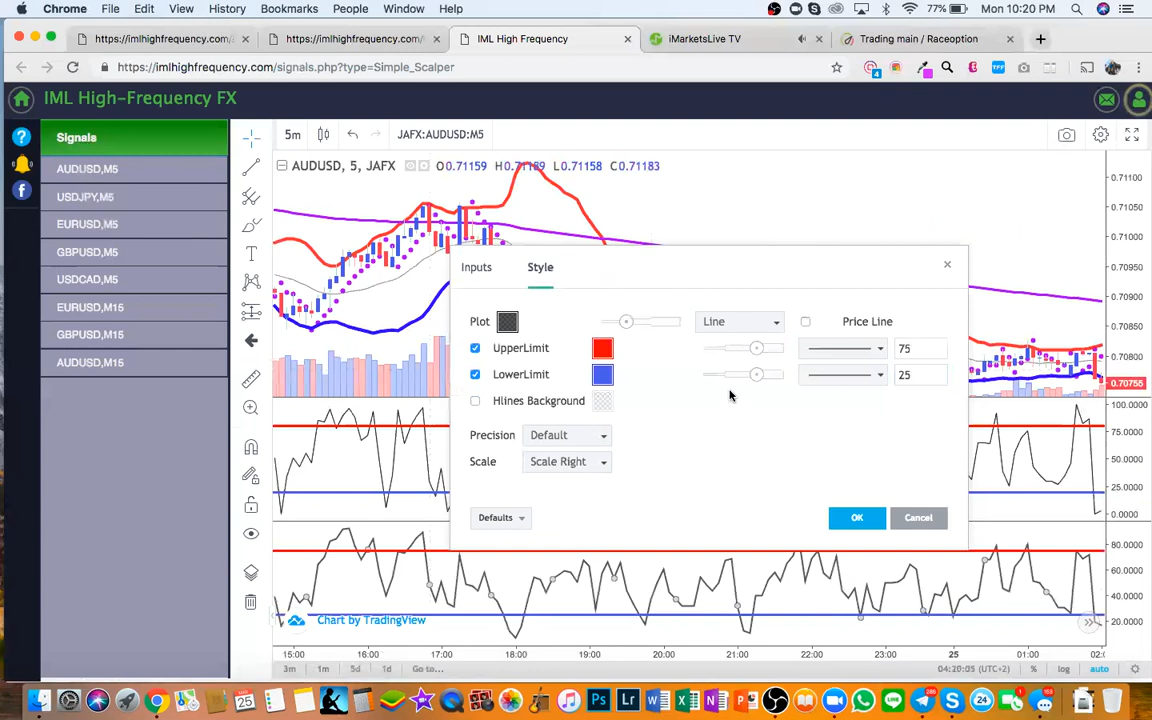 Chrome File Edit View History Bookmarks People Window Help 77% Mon 10:20 PM
https://imlhighfrequency.com/ https://imlhighfrequency.com/ IML High Frequency iMarketsLive TV Trading main / Raceoption
https://imlhighfrequency.com/signals.php?type=Simple_Scalper
IML High-Frequency FX
Signals
AUDUSD,M5
USDJPY,M5
EURUSD,M5
GBPUSD,M5
USDCAD,M5
EURUSD,M15
GBPUSD,M15
AUDUSD,M15
5m JAFX:AUDUSD:M5
AUDUSD, 5, JAFX O0.71159 H0.71189 L0.71158 C0.71183
0.71100
0.71050
0.71000
0.70950
0.70900
0.70850
0.70800
0.70755
Inputs Style
Plot Line Price Line
UpperLimit 75
LowerLimit 25
Hlines Background
Precision Default
Scale Scale Right
Defaults OK Cancel
100.0000
75.0000
50.0000
25.0000
0.0000
80.0000
60.0000
40.0000
20.0000
Chart by TradingView
15:00 16:00 17:00 18:00 19:00 20:00 21:00 22:00 23:00 25 01:00 02:0
3m 1m 5d 1d Go to... 04:20:05 (UTC+2) % log auto